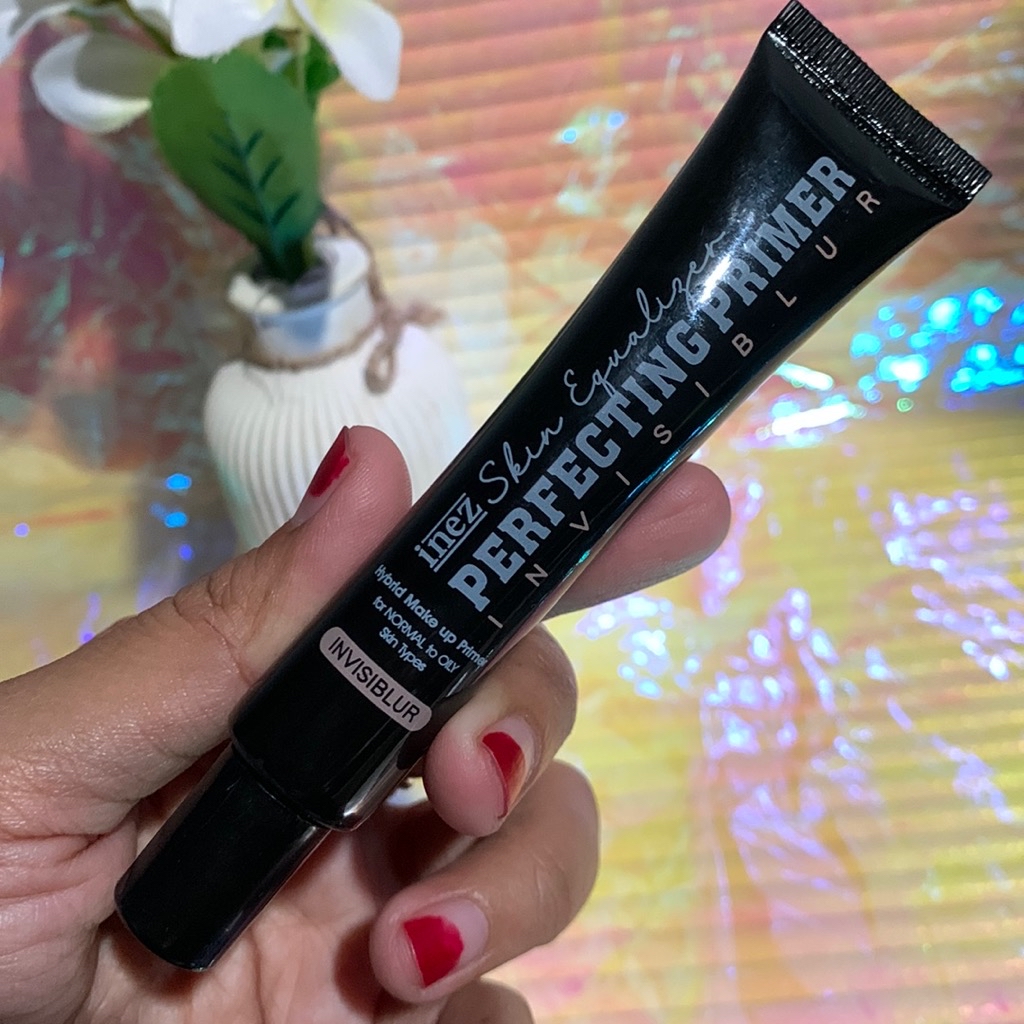 inez Skin Equalizer
PERFECTING PRIMER
INVISIBLUR
Hybrid Make up Primer
for NORMAL to OILY
Skin Types
INVISIBLUR